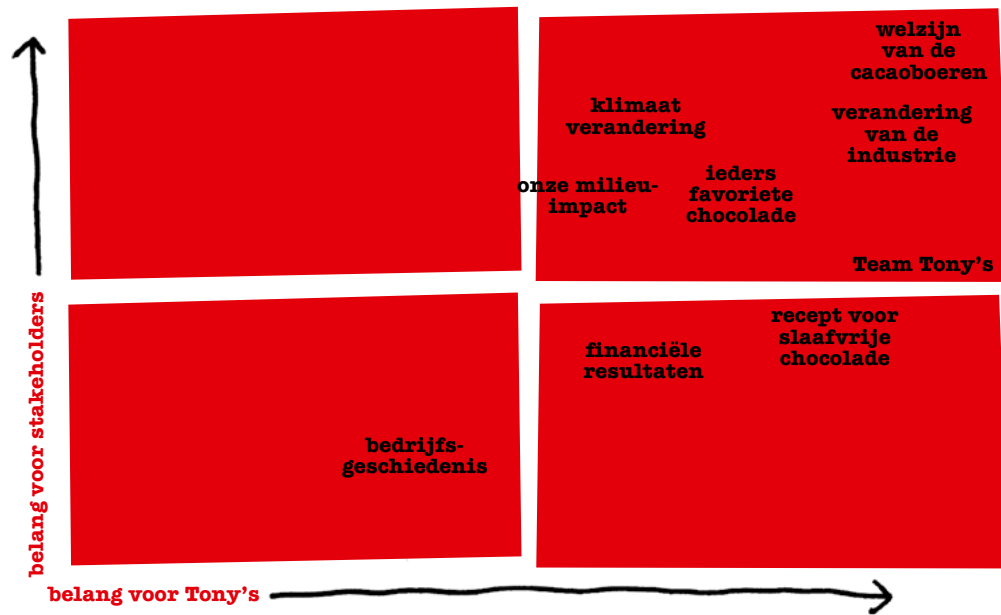 welzijn
van de
cacaoboeren
klimaat
verandering
verandering
van de
industrie
onze milieu-
impact
ieders
favoriete
chocolade
Team Tony's
recept voor
slaafvrije
chocolade
financiële
resultaten
bedrijfs-
geschiedenis
belang voor stakeholders
belang voor Tony's